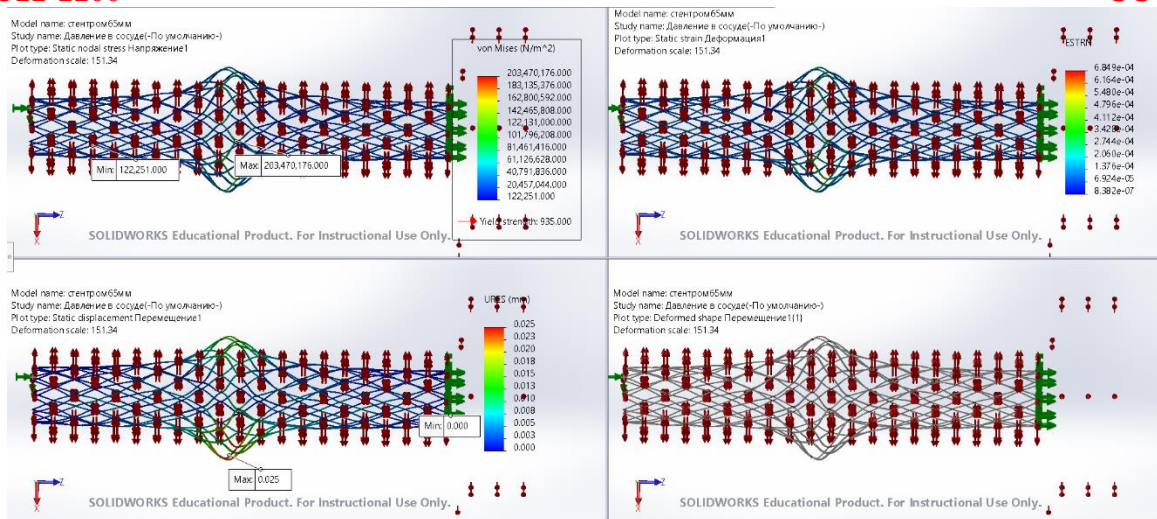 Model name: стентром65мм
Study name: Давление в сосуде(-По умолчанию-)
Plot type: Static nodal stress Напряжение1
Deformation scale: 151.34
von Mises (N/m^2)
203,470,176.000
183,135,376.000
162,800,592.000
142,465,808.000
122,131,000.000
101,796,208.000
81,461,416.000
61,126,628.000
40,791,836.000
20,457,044.000
122,251.000
Yield strength: 935.000
Min: 122,251.000
Max: 203,470,176.000
Z
X
SOLIDWORKS Educational Product. For Instructional Use Only.
Model name: стентром65мм
Study name: Давление в сосуде(-По умолчанию-)
Plot type: Static strain Деформация1
Deformation scale: 151.34
ESTRN
6.849e-04
6.164e-04
5.480e-04
4.796e-04
4.112e-04
3.428e-04
2.744e-04
2.060e-04
1.376e-04
6.924e-05
8.382e-07
Z
X
SOLIDWORKS Educational Product. For Instructional Use Only.
Model name: стентром65мм
Study name: Давление в сосуде(-По умолчанию-)
Plot type: Static displacement Перемещение1
Deformation scale: 151.34
URES (mm)
0.025
0.023
0.020
0.018
0.015
0.013
0.010
0.008
0.005
0.003
0.000
Min: 0.000
Max: 0.025
Z
X
SOLIDWORKS Educational Product. For Instructional Use Only.
Model name: стентром65мм
Study name: Давление в сосуде(-По умолчанию-)
Plot type: Deformed shape Перемещение1{1}
Deformation scale: 151.34
Z
X
SOLIDWORKS Educational Product. For Instructional Use Only.